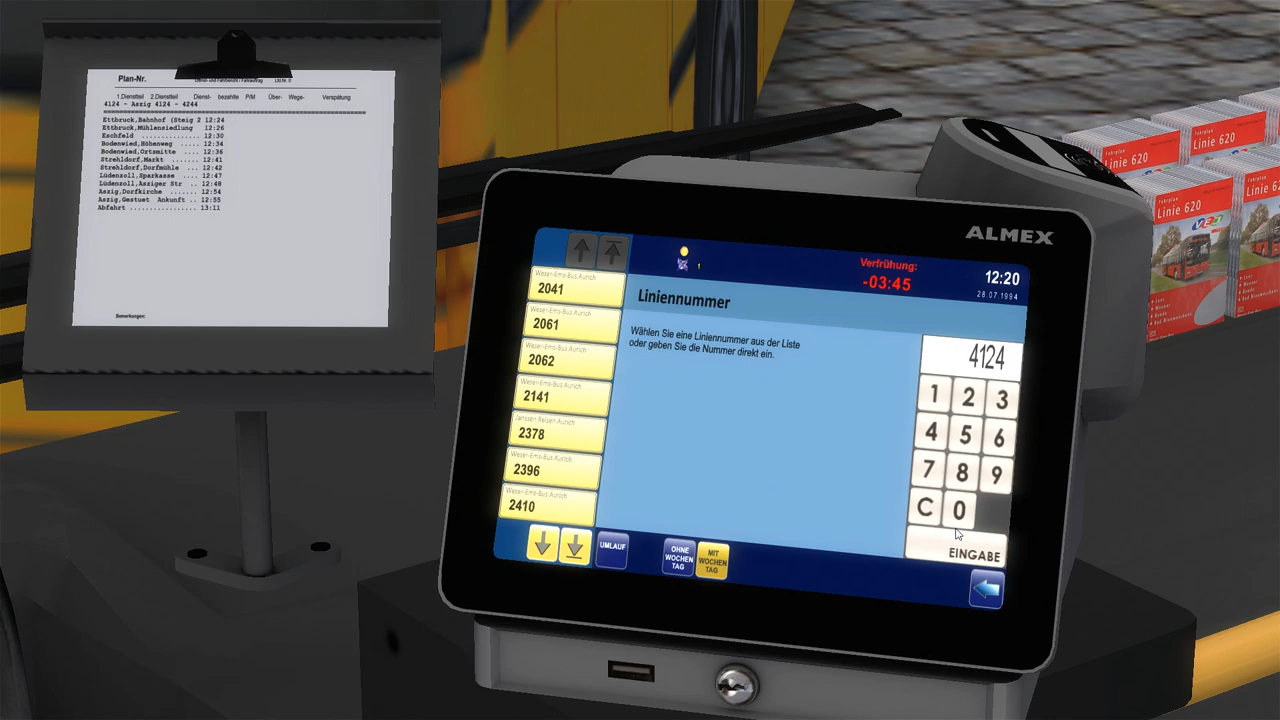 Plan-Nr.
1.Dienstteil 2.Dienstteil Dienst- bezahlte P/M Über- Wege- Verspätung
4124 - Aszig 4124 - 4244
Ettbruck,Bahnhof (Steig 2 12:24
Ettbruck,Mühlensiedlung 12:26
Eschfeld ............... 12:30
Bodenwied,Höhenweg ..... 12:34
Bodenwied,Ortsmitte .... 12:36
Strehldorf,Markt ....... 12:41
Strehldorf,Dorfmühle ... 12:42
Lüdenzoll,Sparkasse .... 12:47
Lüdenzoll,Asziger Str .. 12:48
Aszig,Dorfkirche ....... 12:54
Aszig,Gestuet Ankunft .. 12:55
Abfahrt ................ 13:11
Bemerkungen:
ALMEX
Verfrühung:
-03:45
12:20
28.07.1994
1
Liniennummer
Wählen Sie eine Liniennummer aus der Liste
oder geben Sie die Nummer direkt ein.
Weser-Ems-Bus Aurich
2041
Weser-Ems-Bus Aurich
2061
Weser-Ems-Bus Aurich
2062
Weser-Ems-Bus Aurich
2141
Janssen Reisen Aurich
2378
Weser-Ems-Bus Aurich
2396
Weser-Ems-Bus Aurich
2410
4124
1 2 3
4 5 6
7 8 9
C 0
EINGABE
UMLAUF
OHNE
WOCHEN
TAG
MIT
WOCHEN
TAG
Fahrplan
Linie 620
Fahrplan
Linie 620
Fahrplan
Linie 620
Fahrplan
Linie 6